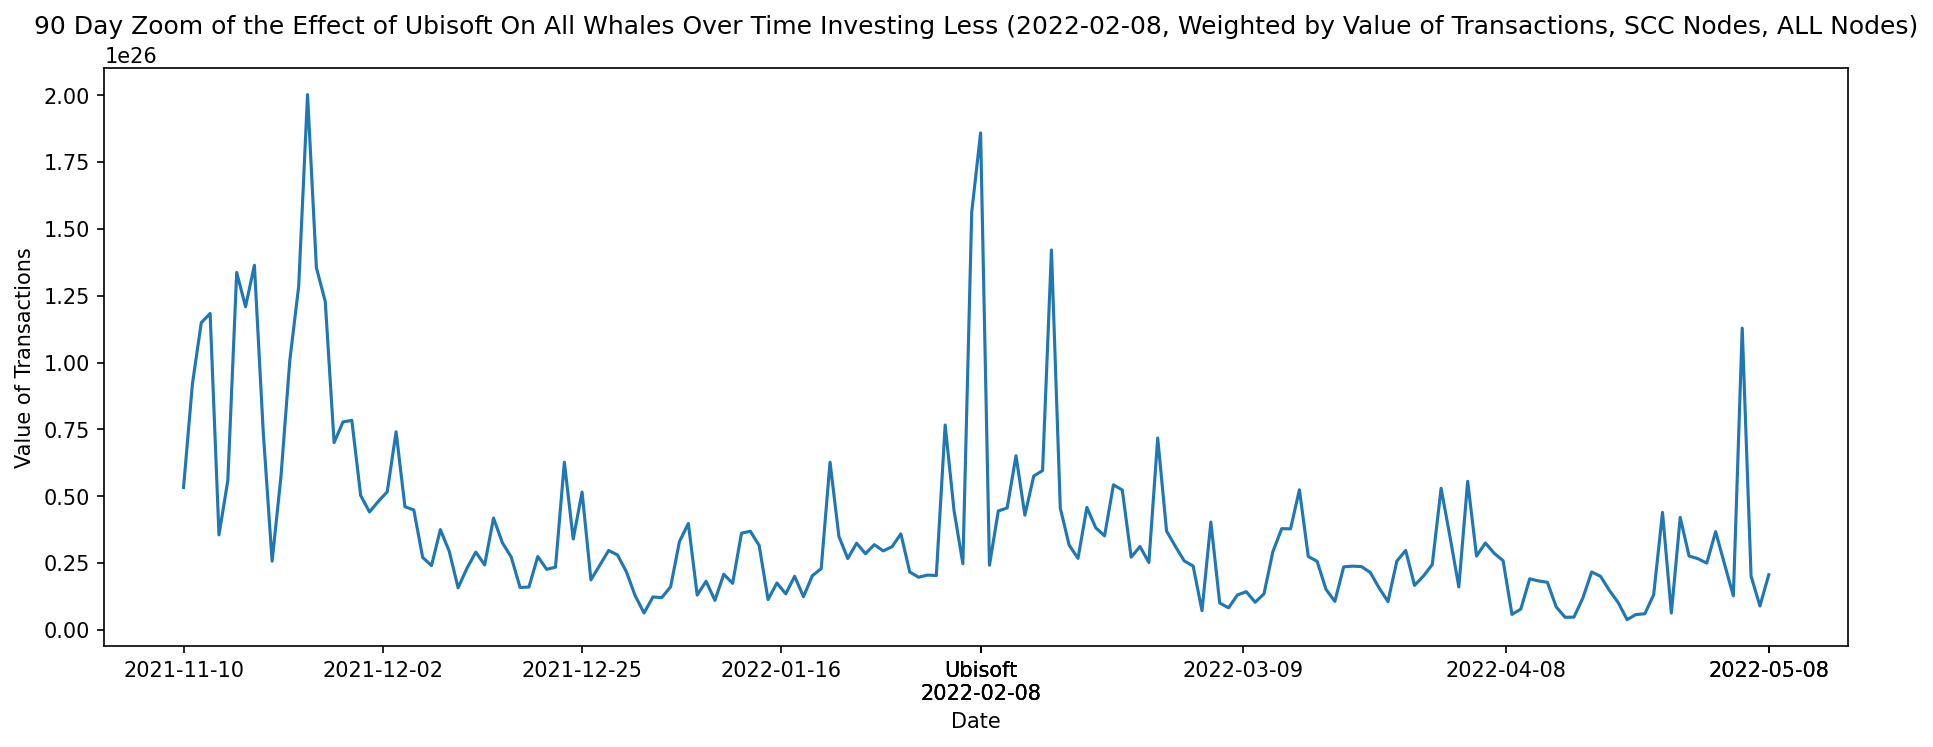 90 Day Zoom of the Effect of Ubisoft On All Whales Over Time Investing Less (2022-02-08, Weighted by Value of Transactions, SCC Nodes, ALL Nodes)
1e26
2.00
1.75
1.50
1.25
1.00
0.75
0.50
0.25
0.00
Value of Transactions
2021-11-10 2021-12-02 2021-12-25 2022-01-16 Ubisoft 2022-03-09 2022-04-08 2022-05-08
2022-02-08
Date